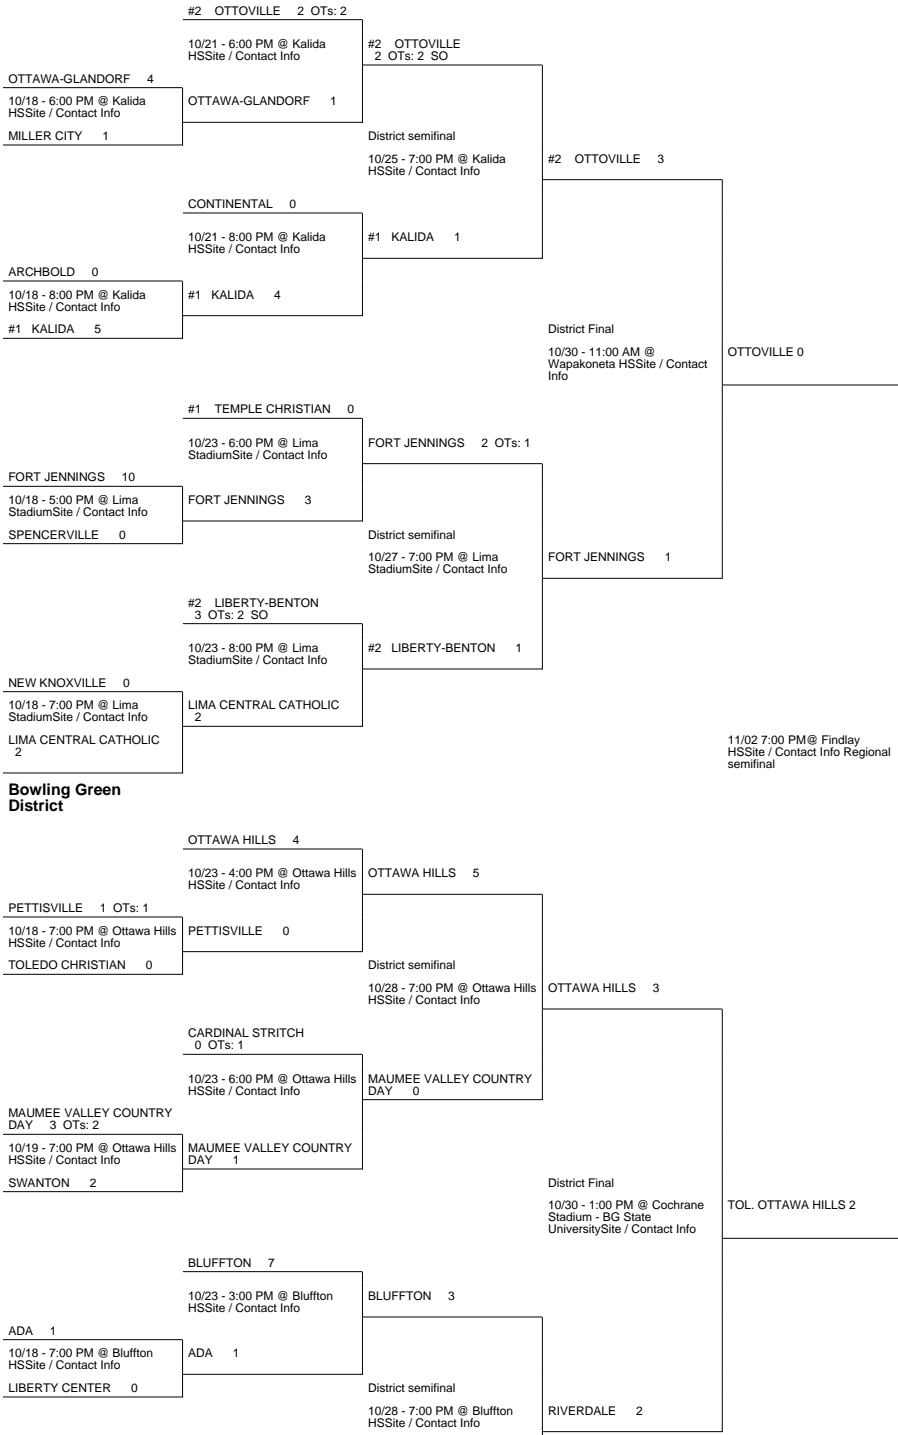 #2 OTTOVILLE 2 OTs: 2
10/21 - 6:00 PM @ Kalida
HSSite / Contact Info
#2 OTTOVILLE
2 OTs: 2 SO
OTTAWA-GLANDORF 4
10/18 - 6:00 PM @ Kalida
HSSite / Contact Info
OTTAWA-GLANDORF 1
MILLER CITY 1
District semifinal
10/25 - 7:00 PM @ Kalida
HSSite / Contact Info
#2 OTTOVILLE 3
CONTINENTAL 0
10/21 - 8:00 PM @ Kalida
HSSite / Contact Info
#1 KALIDA 1
ARCHBOLD 0
10/18 - 8:00 PM @ Kalida
HSSite / Contact Info
#1 KALIDA 4
#1 KALIDA 5
District Final
10/30 - 11:00 AM @
Wapakoneta HSSite / Contact
Info
OTTOVILLE 0
#1 TEMPLE CHRISTIAN 0
10/23 - 6:00 PM @ Lima
StadiumSite / Contact Info
FORT JENNINGS 2 OTs: 1
FORT JENNINGS 10
10/18 - 5:00 PM @ Lima
StadiumSite / Contact Info
FORT JENNINGS 3
SPENCERVILLE 0
District semifinal
10/27 - 7:00 PM @ Lima
StadiumSite / Contact Info
FORT JENNINGS 1
#2 LIBERTY-BENTON
3 OTs: 2 SO
10/23 - 8:00 PM @ Lima
StadiumSite / Contact Info
#2 LIBERTY-BENTON 1
NEW KNOXVILLE 0
10/18 - 7:00 PM @ Lima
StadiumSite / Contact Info
LIMA CENTRAL CATHOLIC
2
LIMA CENTRAL CATHOLIC
2
11/02 7:00 PM@ Findlay
HSSite / Contact Info Regional
semifinal
Bowling Green
District
OTTAWA HILLS 4
10/23 - 4:00 PM @ Ottawa Hills
HSSite / Contact Info
OTTAWA HILLS 5
PETTISVILLE 1 OTs: 1
10/18 - 7:00 PM @ Ottawa Hills
HSSite / Contact Info
PETTISVILLE 0
TOLEDO CHRISTIAN 0
District semifinal
10/28 - 7:00 PM @ Ottawa Hills
HSSite / Contact Info
OTTAWA HILLS 3
CARDINAL STRITCH
0 OTs: 1
10/23 - 6:00 PM @ Ottawa Hills
HSSite / Contact Info
MAUMEE VALLEY COUNTRY
DAY 0
MAUMEE VALLEY COUNTRY
DAY 3 OTs: 2
10/19 - 7:00 PM @ Ottawa Hills
HSSite / Contact Info
MAUMEE VALLEY COUNTRY
DAY 1
SWANTON 2
District Final
10/30 - 1:00 PM @ Cochrane
Stadium - BG State
UniversitySite / Contact Info
TOL. OTTAWA HILLS 2
BLUFFTON 7
10/23 - 3:00 PM @ Bluffton
HSSite / Contact Info
BLUFFTON 3
ADA 1
10/18 - 7:00 PM @ Bluffton
HSSite / Contact Info
ADA 1
LIBERTY CENTER 0
District semifinal
10/28 - 7:00 PM @ Bluffton
HSSite / Contact Info
RIVERDALE 2